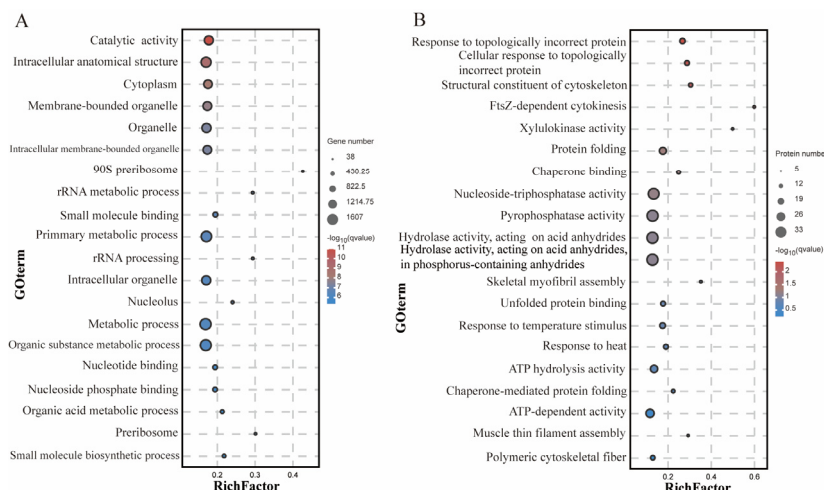 A
Catalytic activity
Intracellular anatomical structure
Cytoplasm
Membrane-bounded organelle
Organelle
Intracellular membrane-bounded organelle
90S preribosome
rRNA metabolic process
Small molecule binding
Primmary metabolic process
rRNA processing
Intracellular organelle
Nucleolus
Metabolic process
Organic substance metabolic process
Nucleotide binding
Nucleoside phosphate binding
Organic acid metabolic process
Preribosome
Small molecule biosynthetic process
GOterm
0.2 0.3 0.4
RichFactor
Gene number
38
430.25
822.5
1214.75
1607
-log10(qvalue)
11
10
9
8
7
6
B
Response to topologically incorrect protein
Cellular response to topologically
incorrect protein
Structural constituent of cytoskeleton
FtsZ-dependent cytokinesis
Xylulokinase activity
Protein folding
Chaperone binding
Nucleoside-triphosphatase activity
Pyrophosphatase activity
Hydrolase activity, acting on acid anhydrides
Hydrolase activity, acting on acid anhydrides,
in phosphorus-containing anhydrides
Skeletal myofibril assembly
Unfolded protein binding
Response to temperature stimulus
Response to heat
ATP hydrolysis activity
Chaperone-mediated protein folding
ATP-dependent activity
Muscle thin filament assembly
Polymeric cytoskeletal fiber
GOterm
0.2 0.4 0.6
RichFactor
Protein number
5
12
19
26
33
-log10(qvalue)
2
1.5
1
0.5